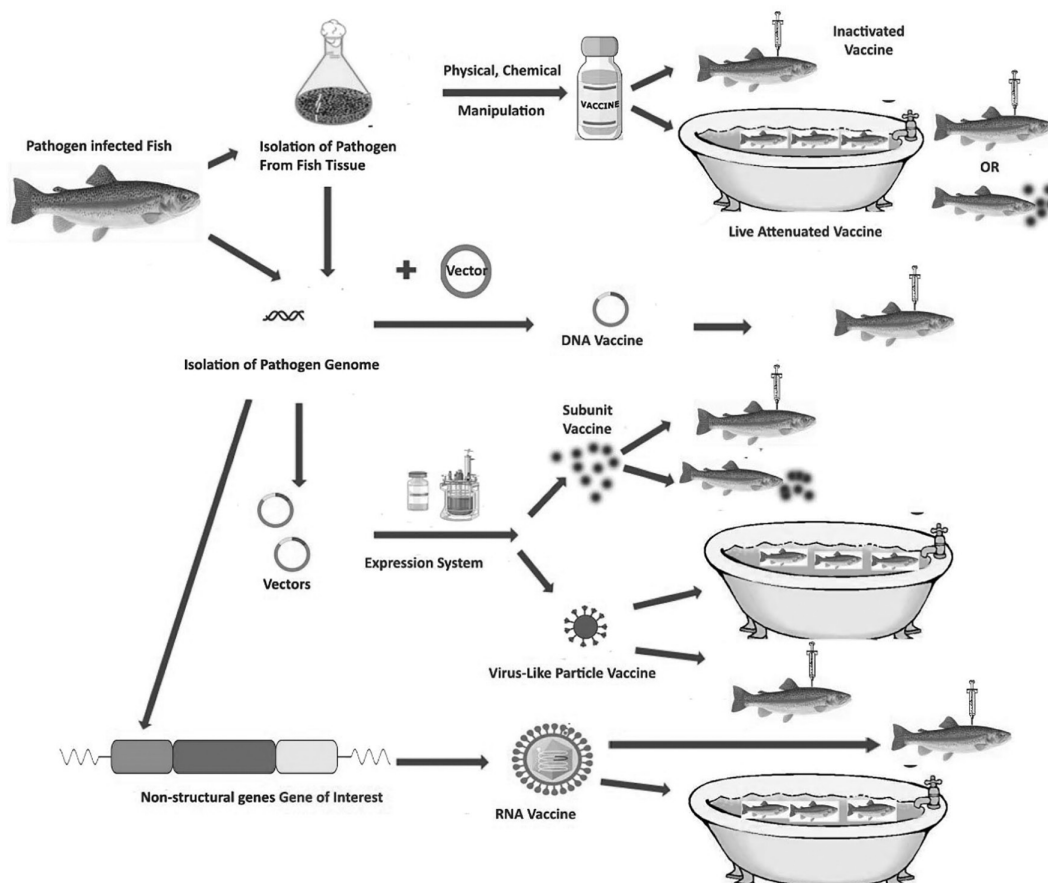 Inactivated
Vaccine
Physical, Chemical
Manipulation
VACCINE
Pathogen infected Fish
Isolation of Pathogen
From Fish Tissue
OR
Live Attenuated Vaccine
Vector
DNA Vaccine
Isolation of Pathogen Genome
Subunit
Vaccine
Expression System
Vectors
Virus-Like Particle Vaccine
Non-structural genes Gene of Interest
RNA Vaccine